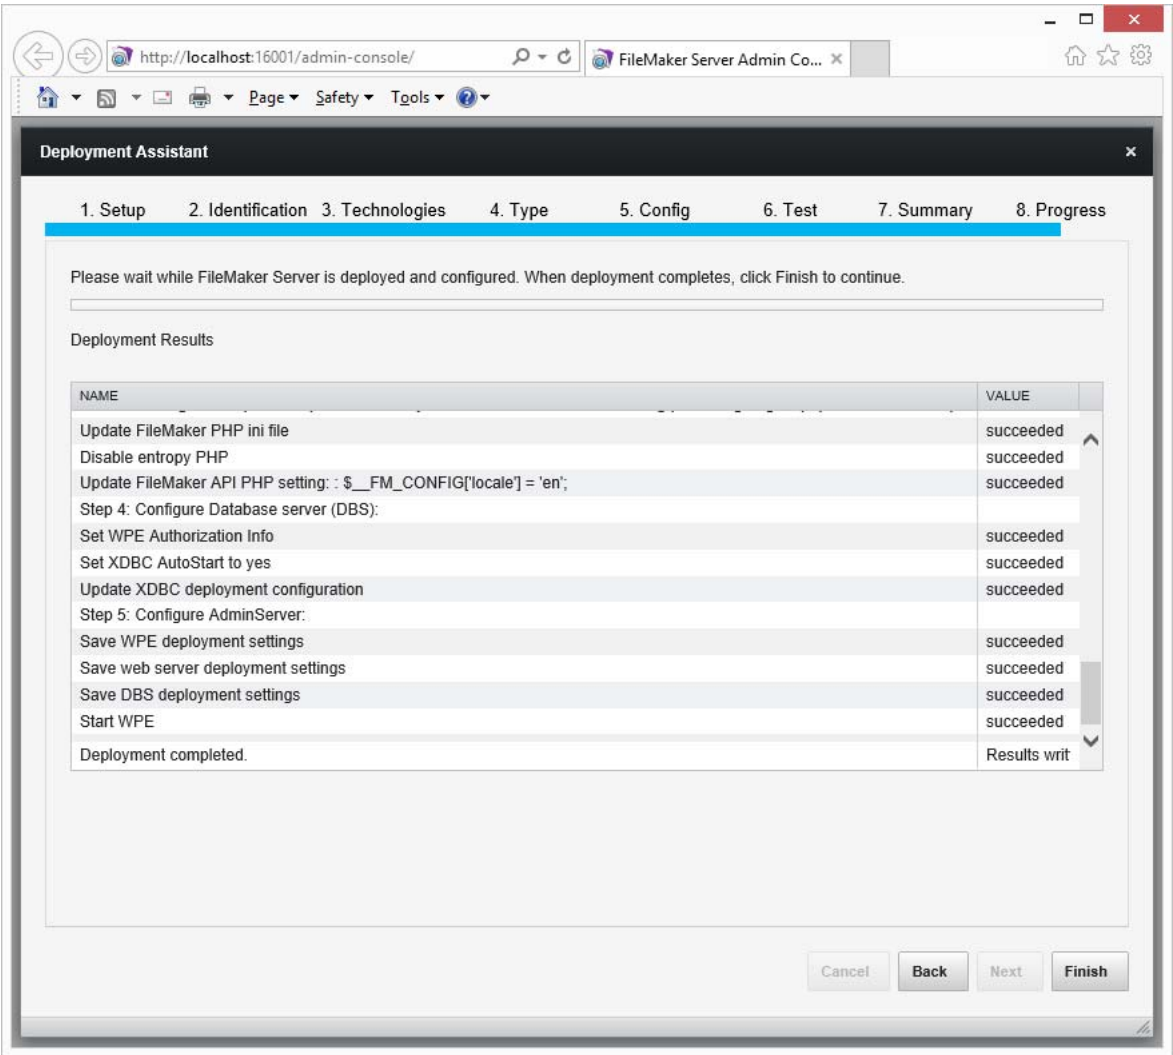 http://localhost:16001/admin-console/
FileMaker Server Admin Co...
Page Safety Tools
Deployment Assistant
1. Setup 2. Identification 3. Technologies 4. Type 5. Config 6. Test 7. Summary 8. Progress
Please wait while FileMaker Server is deployed and configured. When deployment completes, click Finish to continue.
Deployment Results
NAME VALUE
Update FileMaker PHP ini file succeeded
Disable entropy PHP succeeded
Update FileMaker API PHP setting: : $__FM_CONFIG['locale'] = 'en'; succeeded
Step 4: Configure Database server (DBS):
Set WPE Authorization Info succeeded
Set XDBC AutoStart to yes succeeded
Update XDBC deployment configuration succeeded
Step 5: Configure AdminServer:
Save WPE deployment settings succeeded
Save web server deployment settings succeeded
Save DBS deployment settings succeeded
Start WPE succeeded
Deployment completed. Results writ
Cancel Back Next Finish